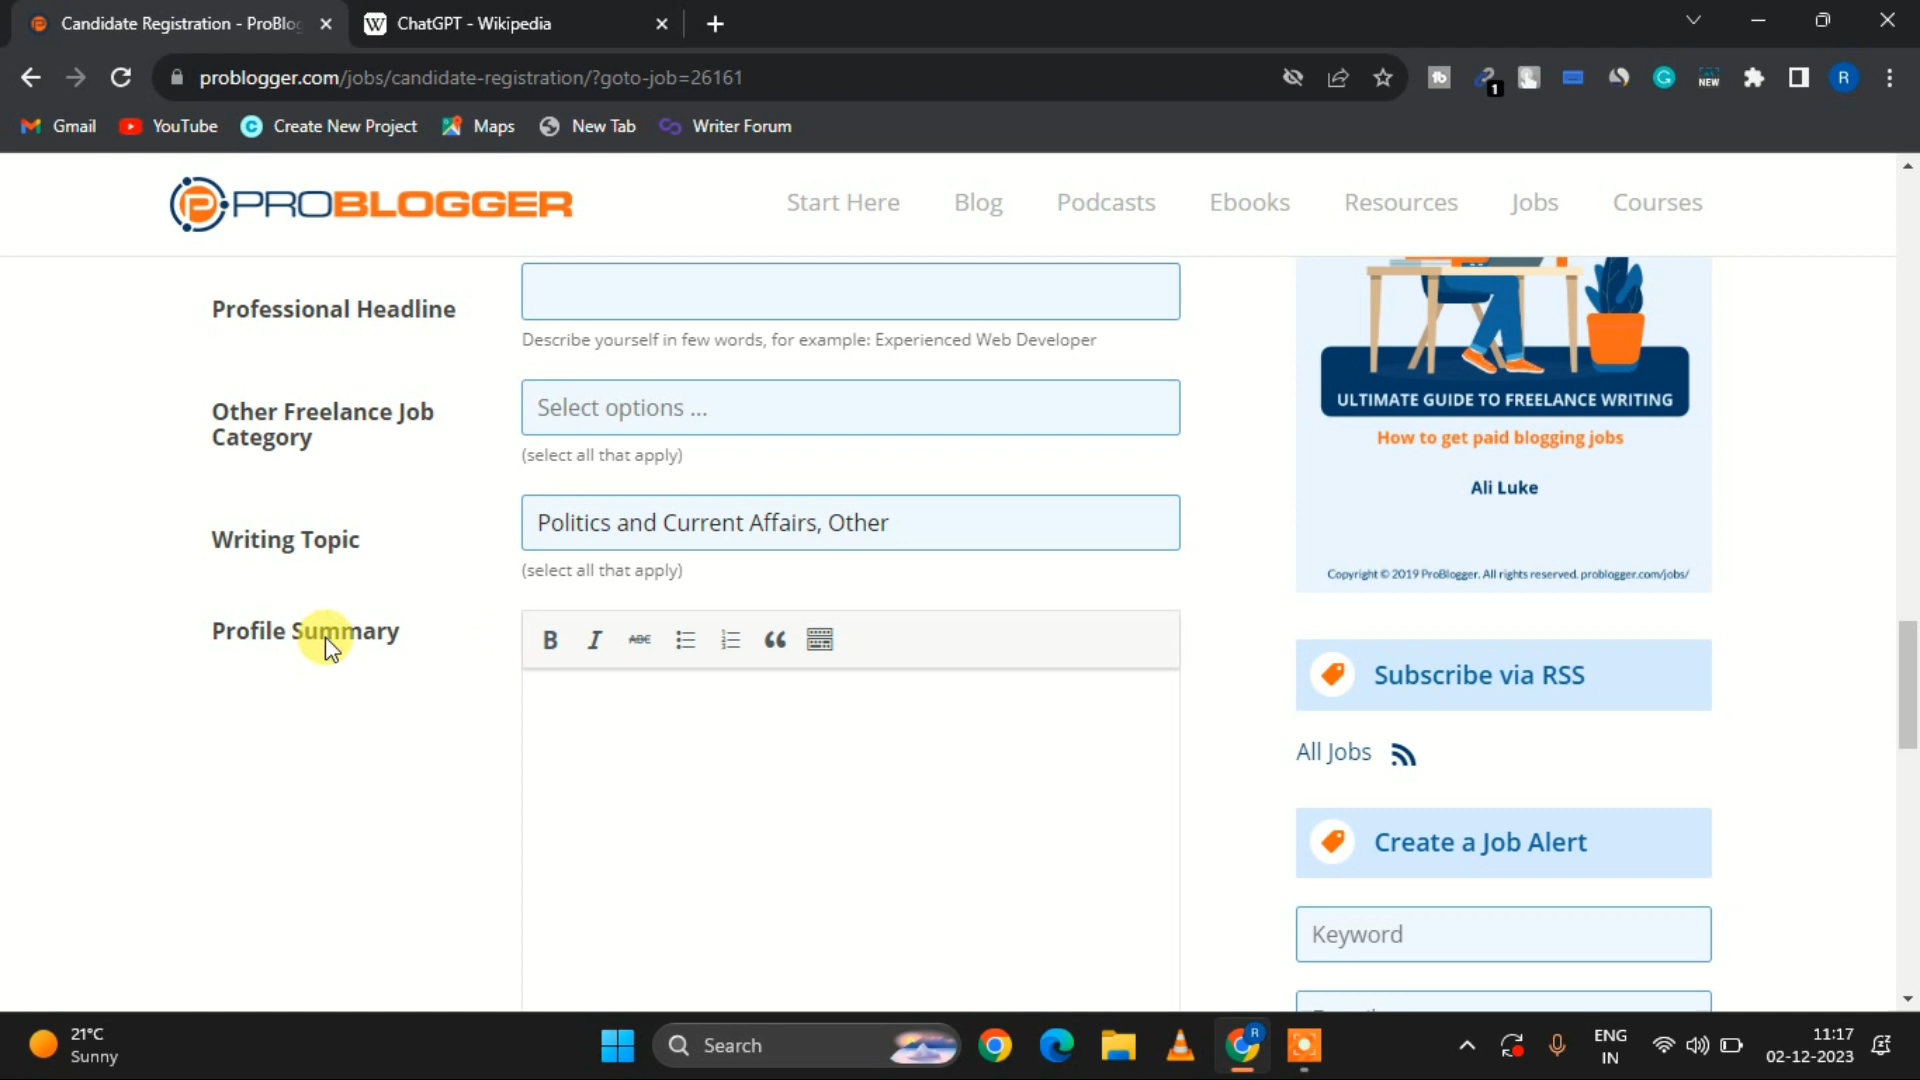 Candidate Registration - ProBlog
ChatGPT - Wikipedia
problogger.com/jobs/candidate-registration/?goto-job=26161
1
NEW
R
Gmail
YouTube
Create New Project
Maps
New Tab
Writer Forum
PROBLOGGER
Start Here
Blog
Podcasts
Ebooks
Resources
Jobs
Courses
Professional Headline
Describe yourself in few words, for example: Experienced Web Developer
Other Freelance Job
Category
Select options ...
(select all that apply)
Writing Topic
Politics and Current Affairs, Other
(select all that apply)
Profile Summary
B I ABC
ULTIMATE GUIDE TO FREELANCE WRITING
How to get paid blogging jobs
Ali Luke
Copyright © 2019 ProBlogger. All rights reserved. problogger.com/jobs/
Subscribe via RSS
All Jobs
Create a Job Alert
Keyword
21°C
Sunny
Search
R
ENG
IN
11:17
02-12-2023